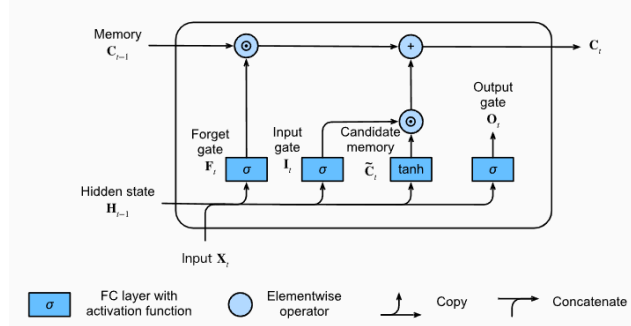 Memory
C_{t-1}
C_t
Output
gate
O_t
Forget
gate
F_t
Input
gate
I_t
Candidate
memory
C̃_t
σ
σ
tanh
σ
Hidden state
H_{t-1}
Input X_t
σ
FC layer with
activation function
Elementwise
operator
Copy
Concatenate